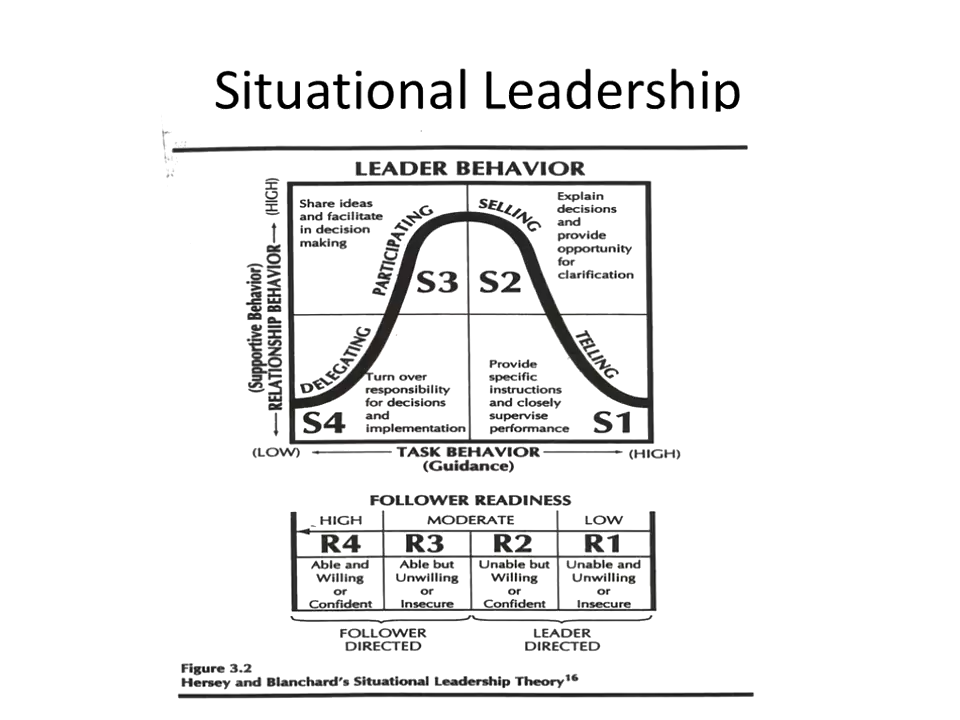 Situational Leadership
LEADER BEHAVIOR
(Supportive Behavior)
RELATIONSHIP BEHAVIOR
(HIGH)
Share ideas
and facilitate
in decision
making
PARTICIPATING
S3
SELLING
S2
Explain
decisions
and
provide
opportunity
for
clarification
DELEGATING
S4
Turn over
responsibility
for decisions
and
implementation
Provide
specific
instructions
and closely
supervise
performance
TELLING
S1
(LOW)
TASK BEHAVIOR
(HIGH)
(Guidance)
FOLLOWER READINESS
HIGH MODERATE LOW
R4 R3 R2 R1
Able and
Willing
or
Confident
Able but
Unwilling
or
Insecure
Unable but
Willing
or
Confident
Unable and
Unwilling
or
Insecure
FOLLOWER
DIRECTED
LEADER
DIRECTED
Figure 3.2
Hersey and Blanchard's Situational Leadership Theory16